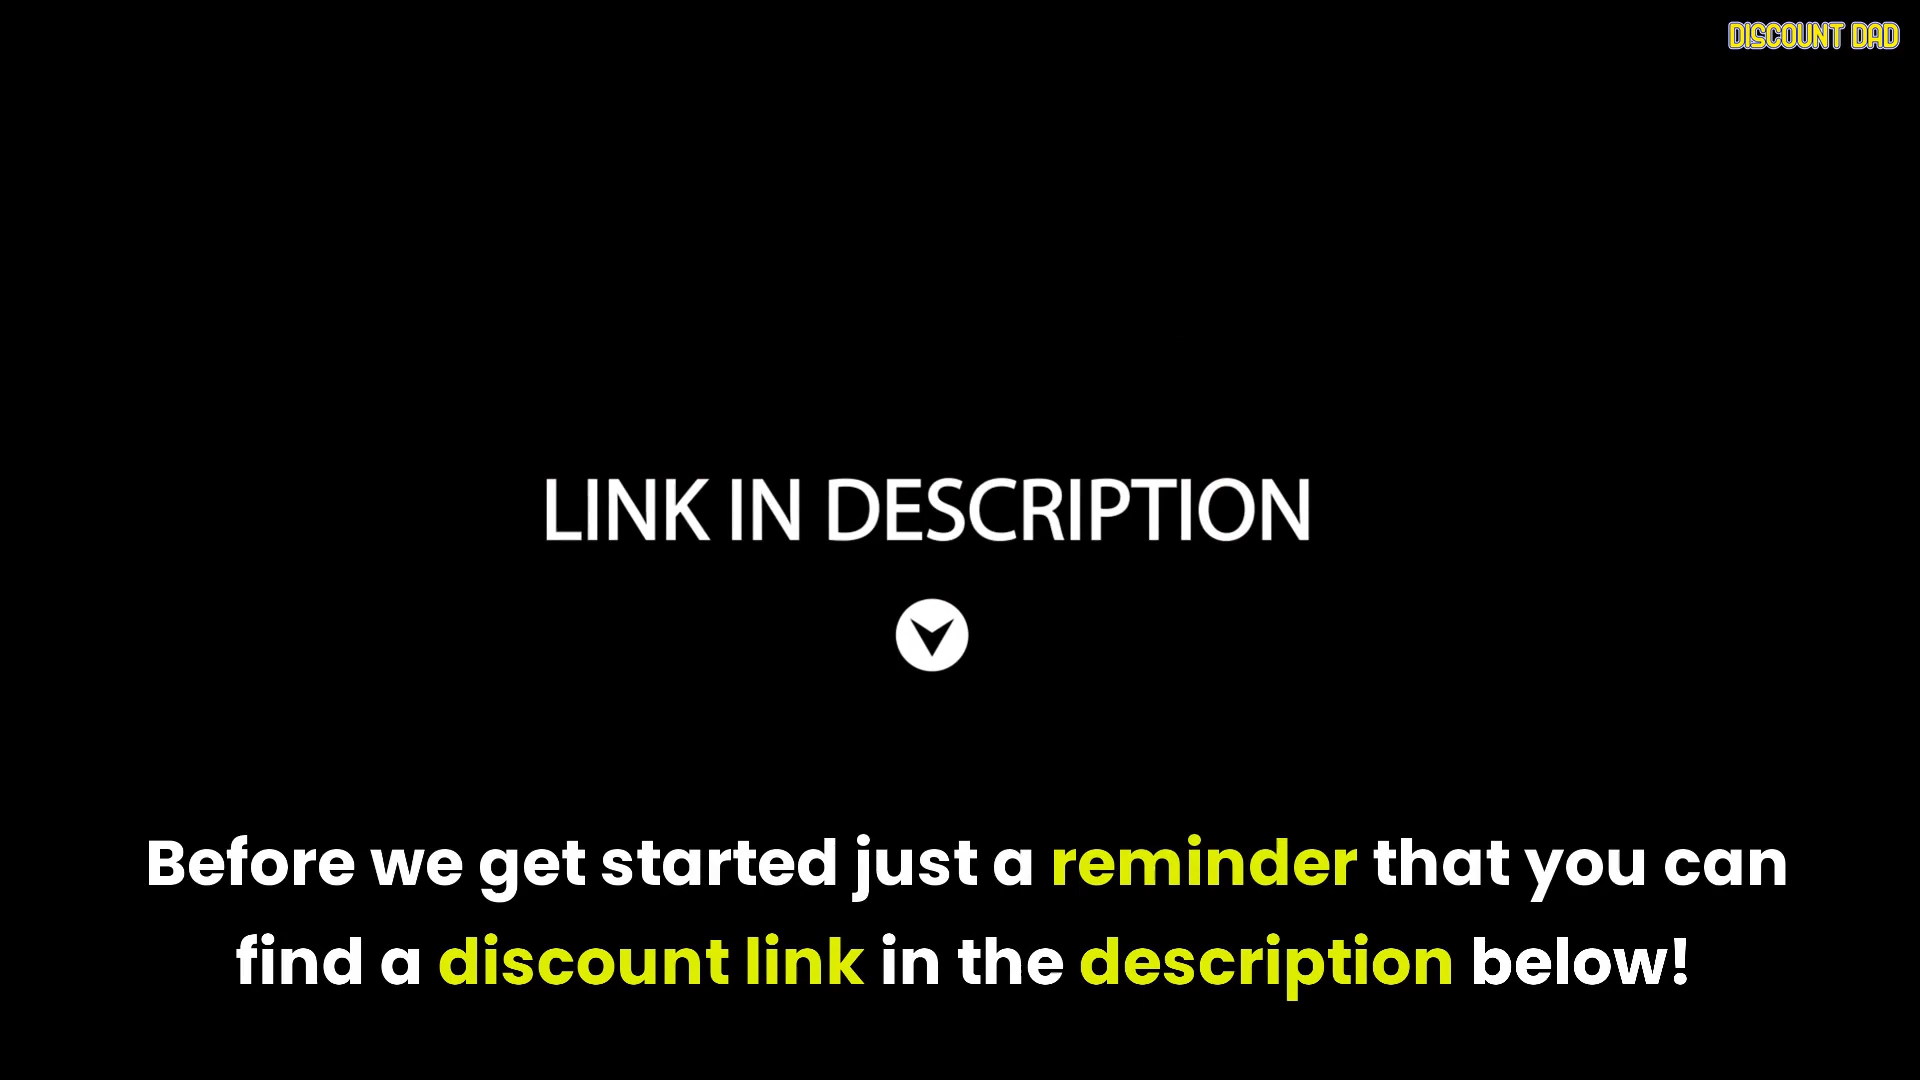 DISCOUNT DAD
LINK IN DESCRIPTION
Before we get started just a reminder that you can
find a discount link in the description below!